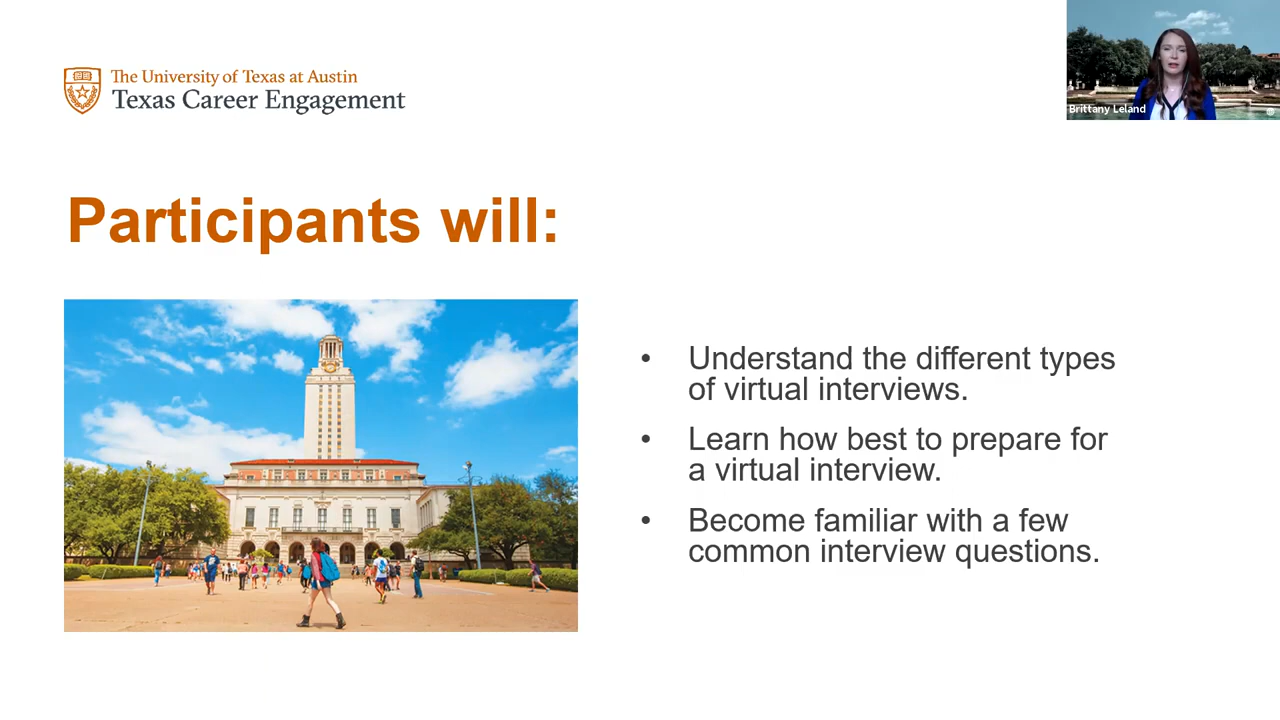 The University of Texas at Austin
Texas Career Engagement
Brittany Leland
Participants will:
• Understand the different types
of virtual interviews.
• Learn how best to prepare for
a virtual interview.
• Become familiar with a few
common interview questions.